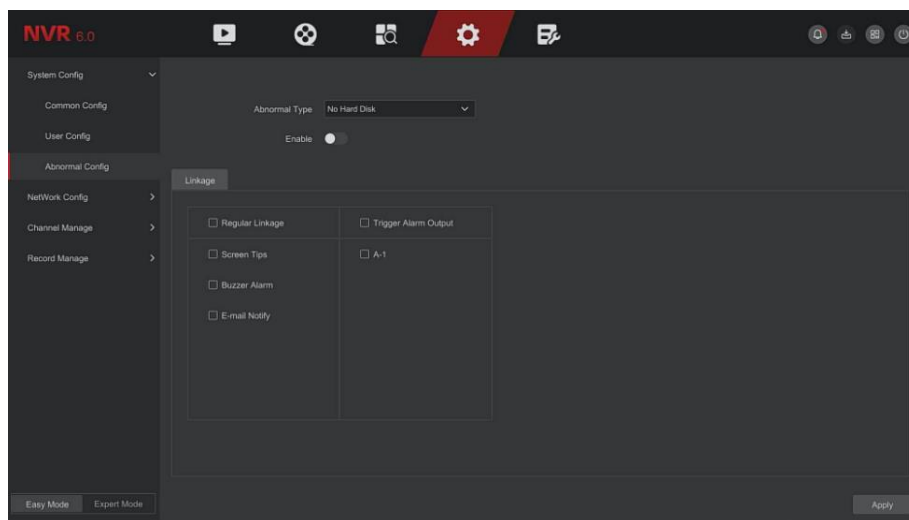 NVR 6.0
System Config
Common Config
User Config
Abnormal Config
NetWork Config
Channel Manage
Record Manage
Easy Mode
Expert Mode
Abnormal Type
No Hard Disk
Enable
Linkage
Regular Linkage
Trigger Alarm Output
Screen Tips
A-1
Buzzer Alarm
E-mail Notify
Apply